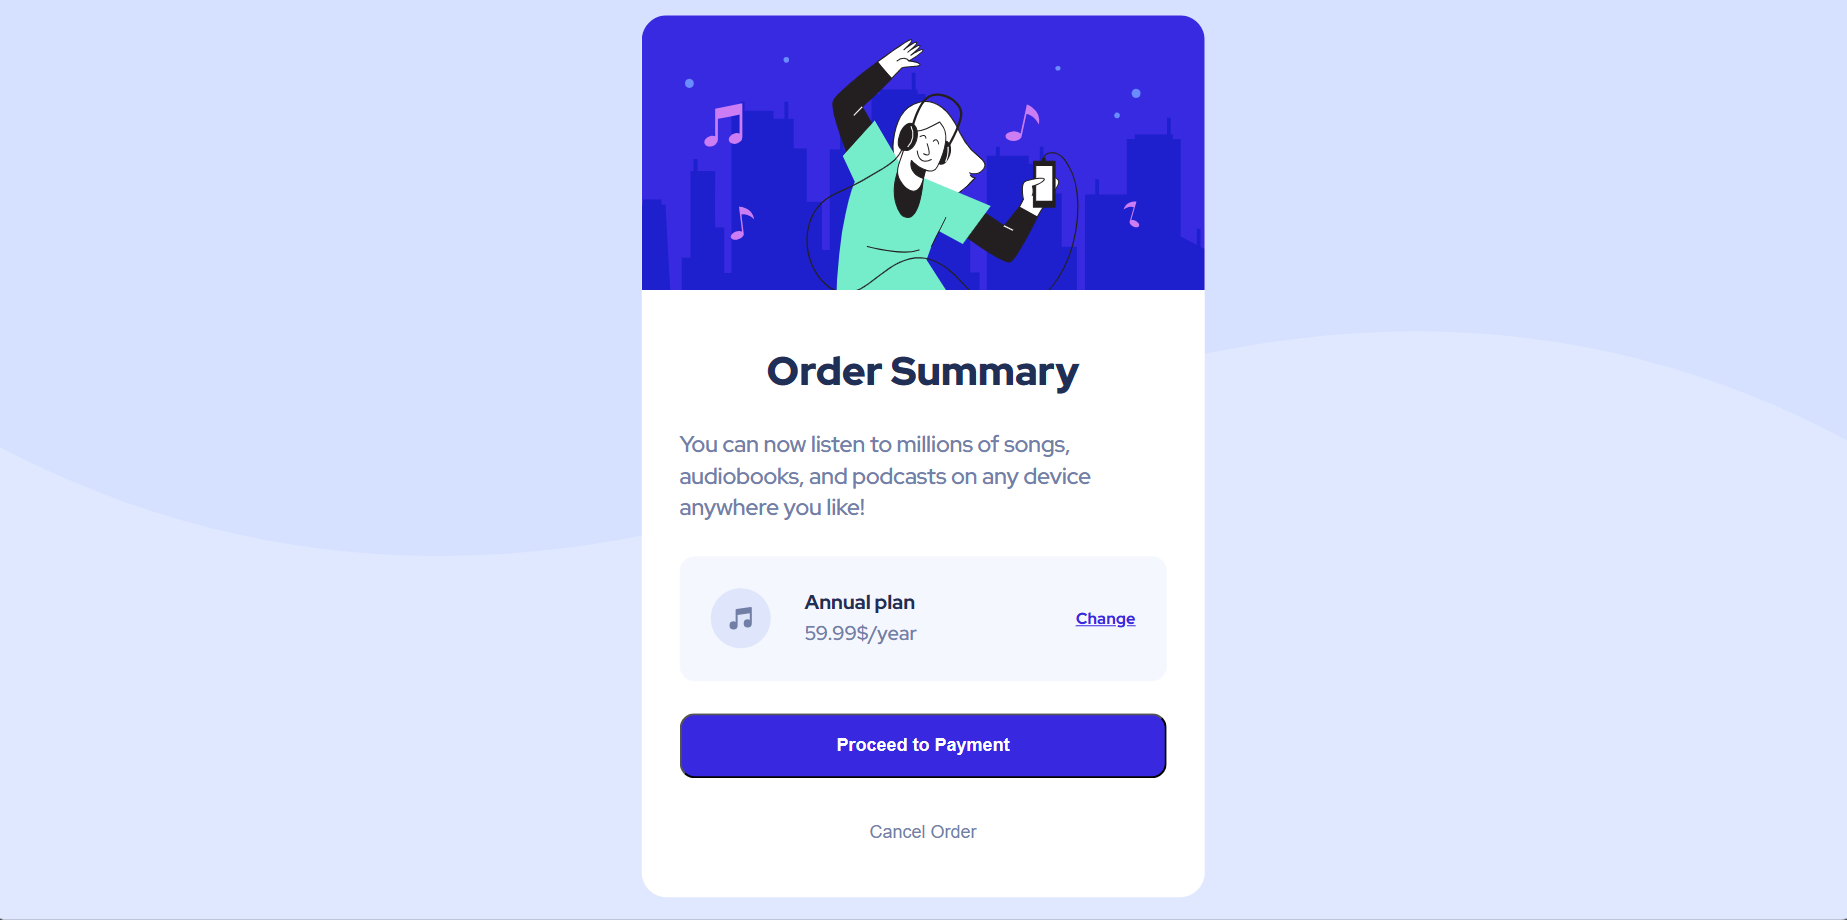 Order Summary
You can now listen to millions of songs,
audiobooks, and podcasts on any device
anywhere you like!
Annual plan
59.99$/year
Change
Proceed to Payment
Cancel Order